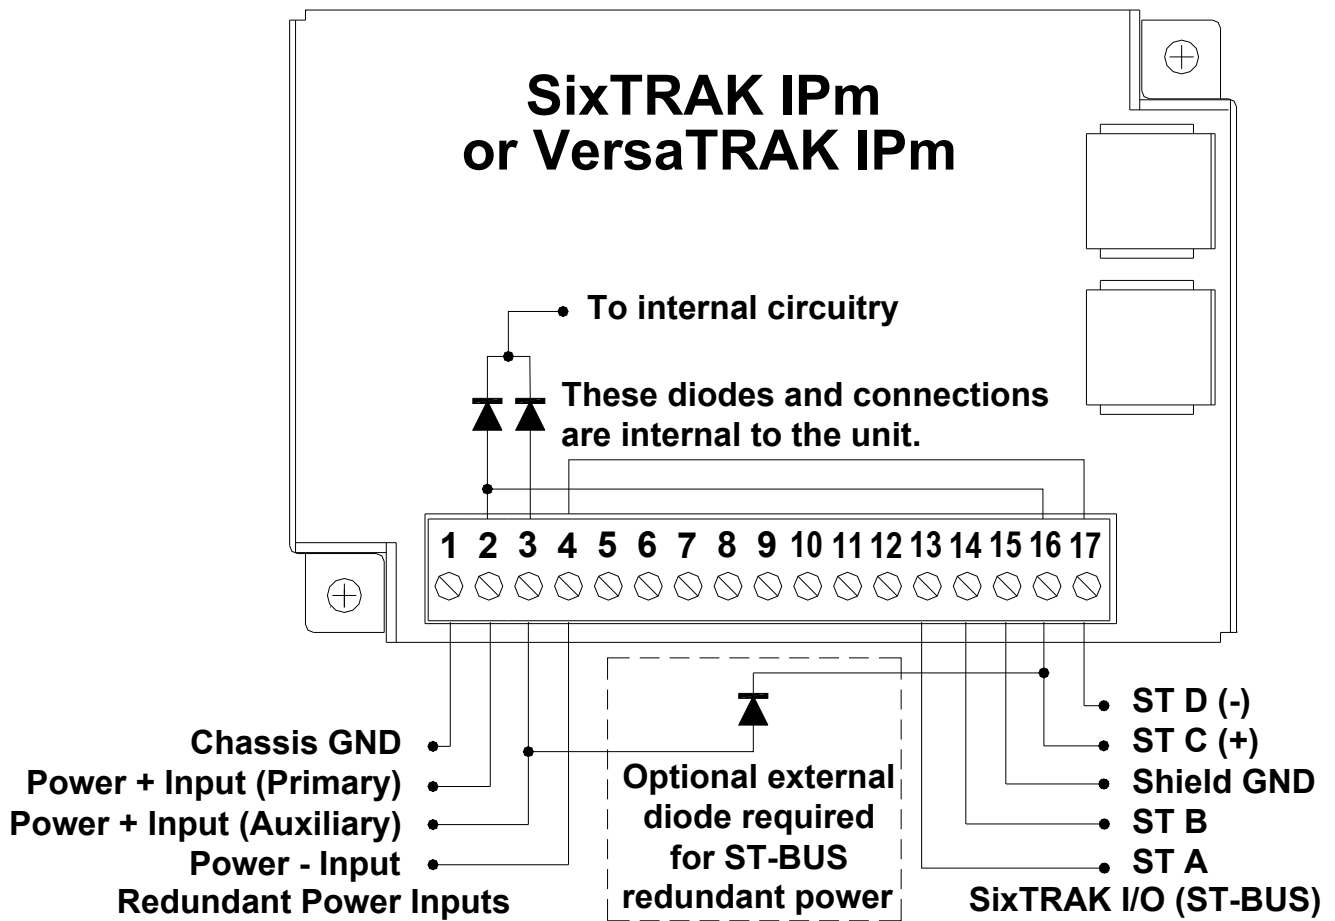 SixTRAK IPm
or VersaTRAK IPm
To internal circuitry
These diodes and connections
are internal to the unit.
1 2 3 4 5 6 7 8 9 10 11 12 13 14 15 16 17
Chassis GND
Power + Input (Primary)
Power + Input (Auxiliary)
Power - Input
Redundant Power Inputs
Optional external
diode required
for ST-BUS
redundant power
ST D (-)
ST C (+)
Shield GND
ST B
ST A
SixTRAK I/O (ST-BUS)